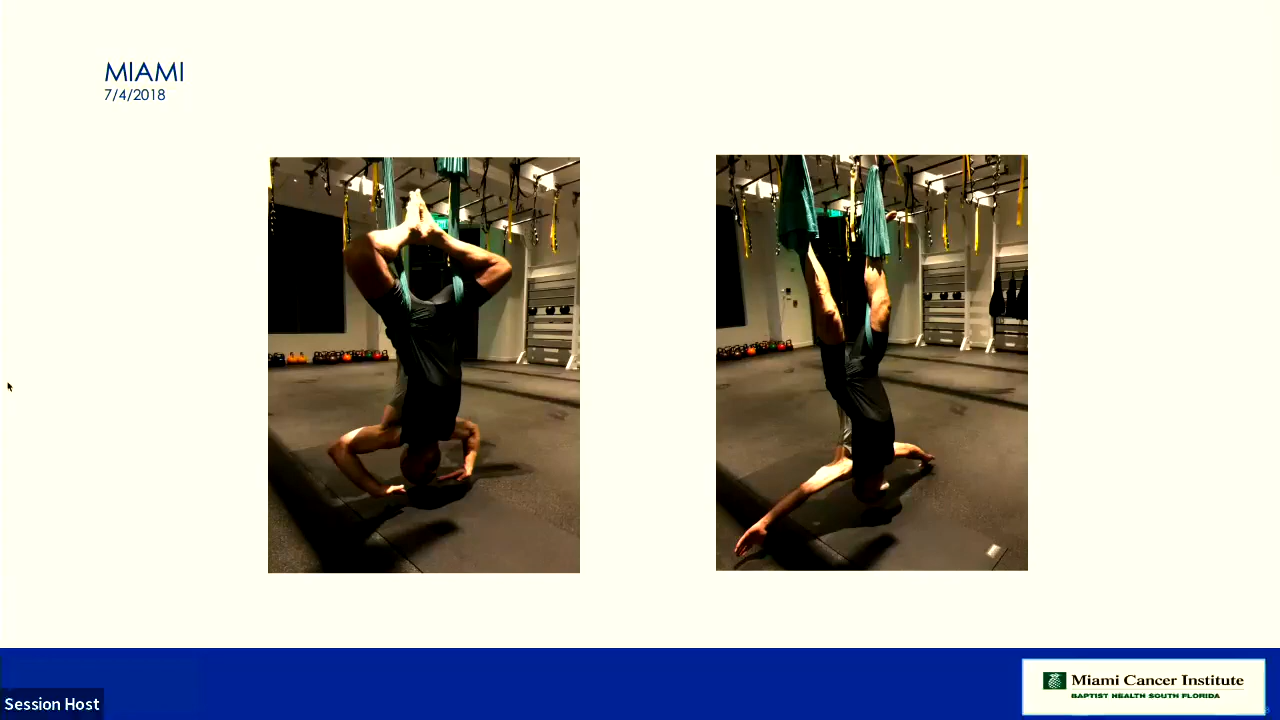 MIAMI
7/4/2018
Miami Cancer Institute
BAPTIST HEALTH SOUTH FLORIDA
Session Host